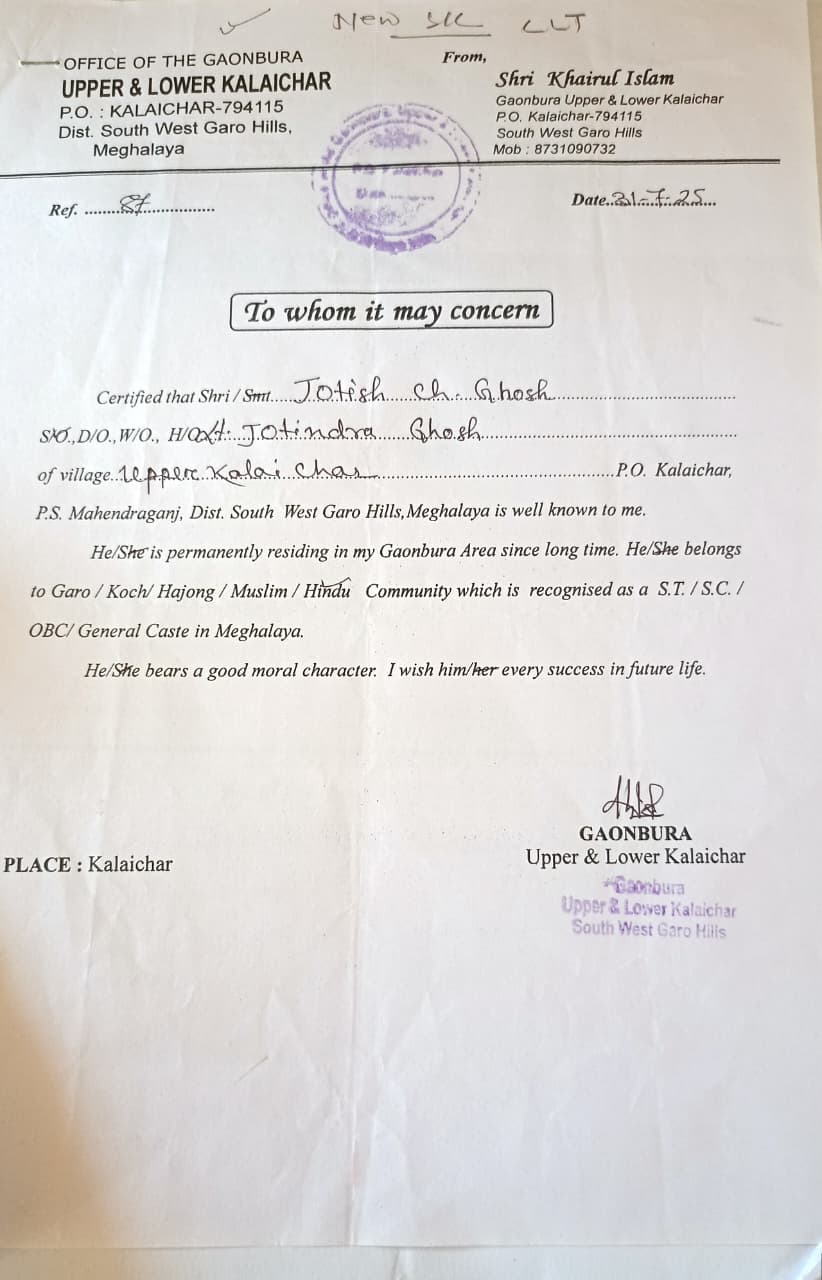 New S/C CLT
OFFICE OF THE GAONBURA
UPPER & LOWER KALAICHAR
P.O. : KALAICHAR-794115
Dist. South West Garo Hills,
Meghalaya
From,
Shri Khairul Islam
Gaonbura Upper & Lower Kalaichar
P.O. Kalaichar-794115
South West Garo Hills
Mob : 8731090732
Ref. ........87................
Date..31-7-25...
To whom it may concern
Certified that Shri / Smt.....Jotish Ch. Ghosh........................................
S/O.,D/O.,W/O., H/O Lt. Jotindra Ghosh........................................
of village..Upper Kalai Char........................................P.O. Kalaichar,
P.S. Mahendraganj, Dist. South West Garo Hills,Meghalaya is well known to me.
He/She is permanently residing in my Gaonbura Area since long time. He/She belongs
to Garo / Koch/ Hajong / Muslim / Hindu Community which is recognised as a S.T. / S.C. /
OBC/ General Caste in Meghalaya.
He/She bears a good moral character. I wish him/her every success in future life.
GAONBURA
Upper & Lower Kalaichar
PLACE : Kalaichar
Gaonbura
Upper & Lower Kalaichar
South West Garo Hills